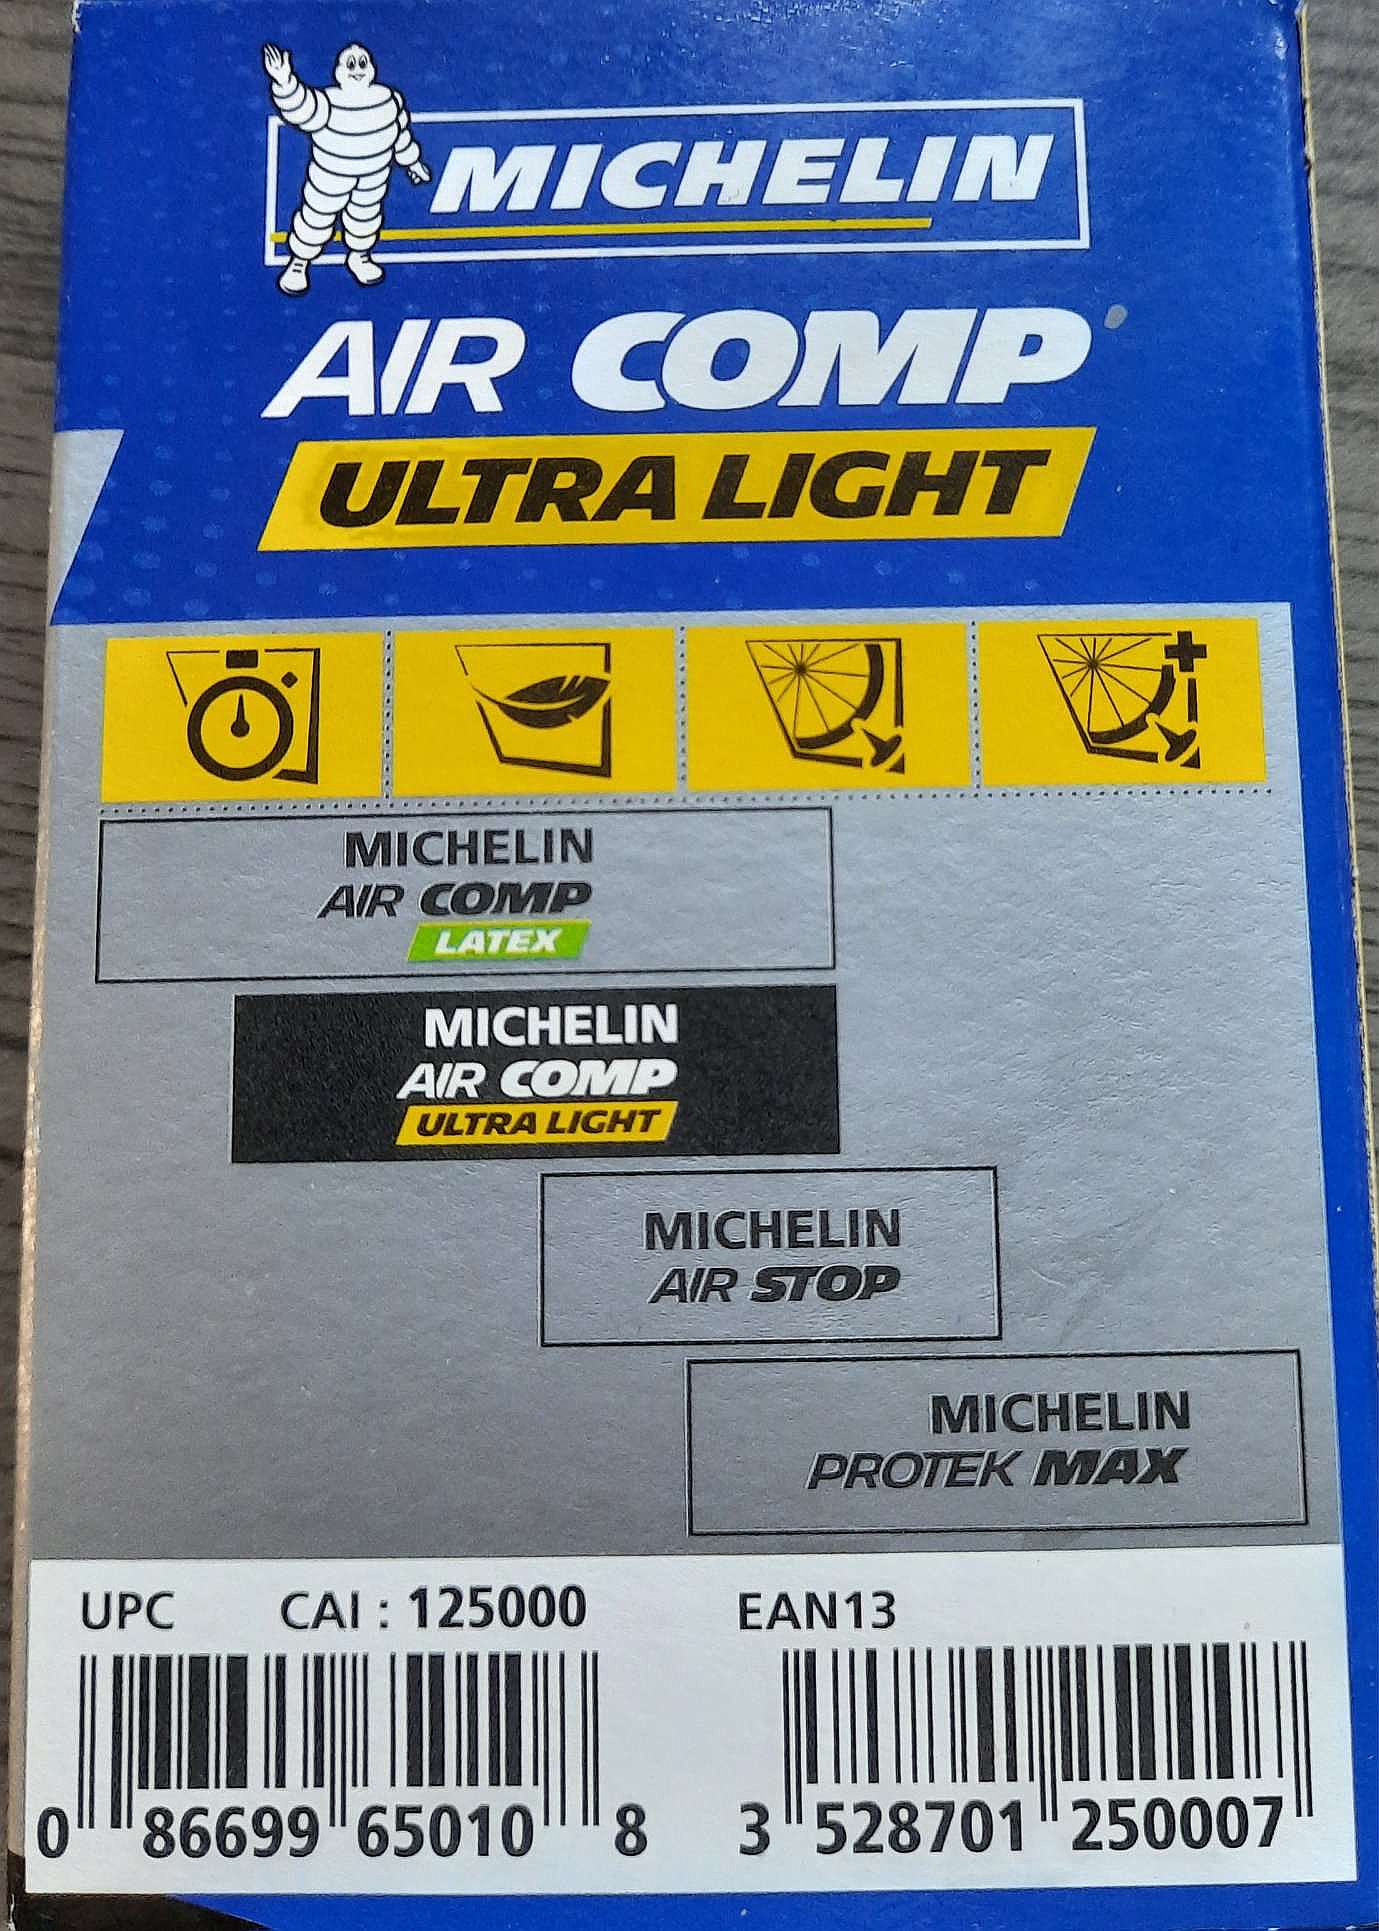 MICHELIN
AIR COMP
ULTRA LIGHT
MICHELIN
AIR COMP
LATEX
MICHELIN
AIR COMP
ULTRA LIGHT
MICHELIN
AIR STOP
MICHELIN
PROTEK MAX
UPC CAI : 125000 EAN13
0 86699 65010 8 3 528701 250007